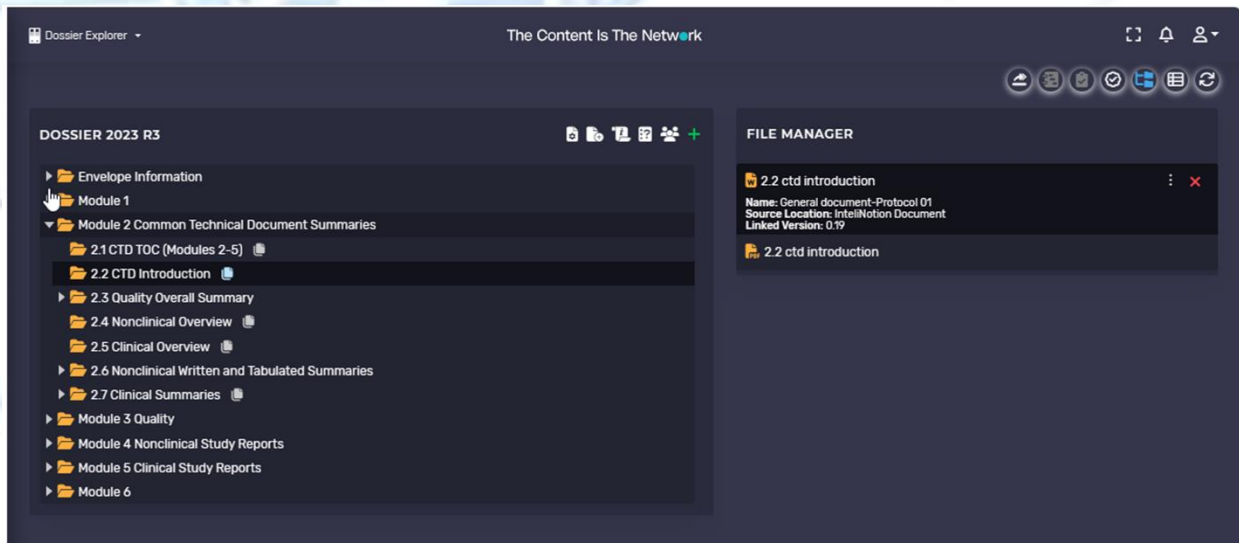 Dossier Explorer
The Content Is The Network
DOSSIER 2023 R3
Envelope Information
Module 1
Module 2 Common Technical Document Summaries
2.1 CTD TOC (Modules 2-5)
2.2 CTD Introduction
2.3 Quality Overall Summary
2.4 Nonclinical Overview
2.5 Clinical Overview
2.6 Nonclinical Written and Tabulated Summaries
2.7 Clinical Summaries
Module 3 Quality
Module 4 Nonclinical Study Reports
Module 5 Clinical Study Reports
Module 6
FILE MANAGER
W 2.2 ctd introduction
Name: General document-Protocol 01
Source Location: InteliNotion Document
Linked Version: 0.19
PDF 2.2 ctd introduction